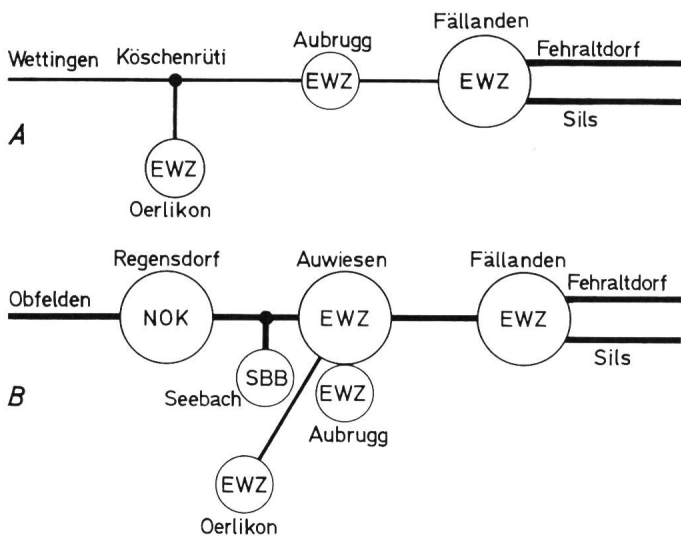 Wettingen
Köschenrüti
Aubrugg
Fällanden
Fehraltdorf
EWZ
EWZ
Sils
A
EWZ
Oerlikon
Regensdorf
Auwiesen
Fällanden
Obfelden
Fehraltdorf
NOK
EWZ
EWZ
Sils
SBB
Seebach
EWZ
B
Aubrugg
EWZ
Oerlikon